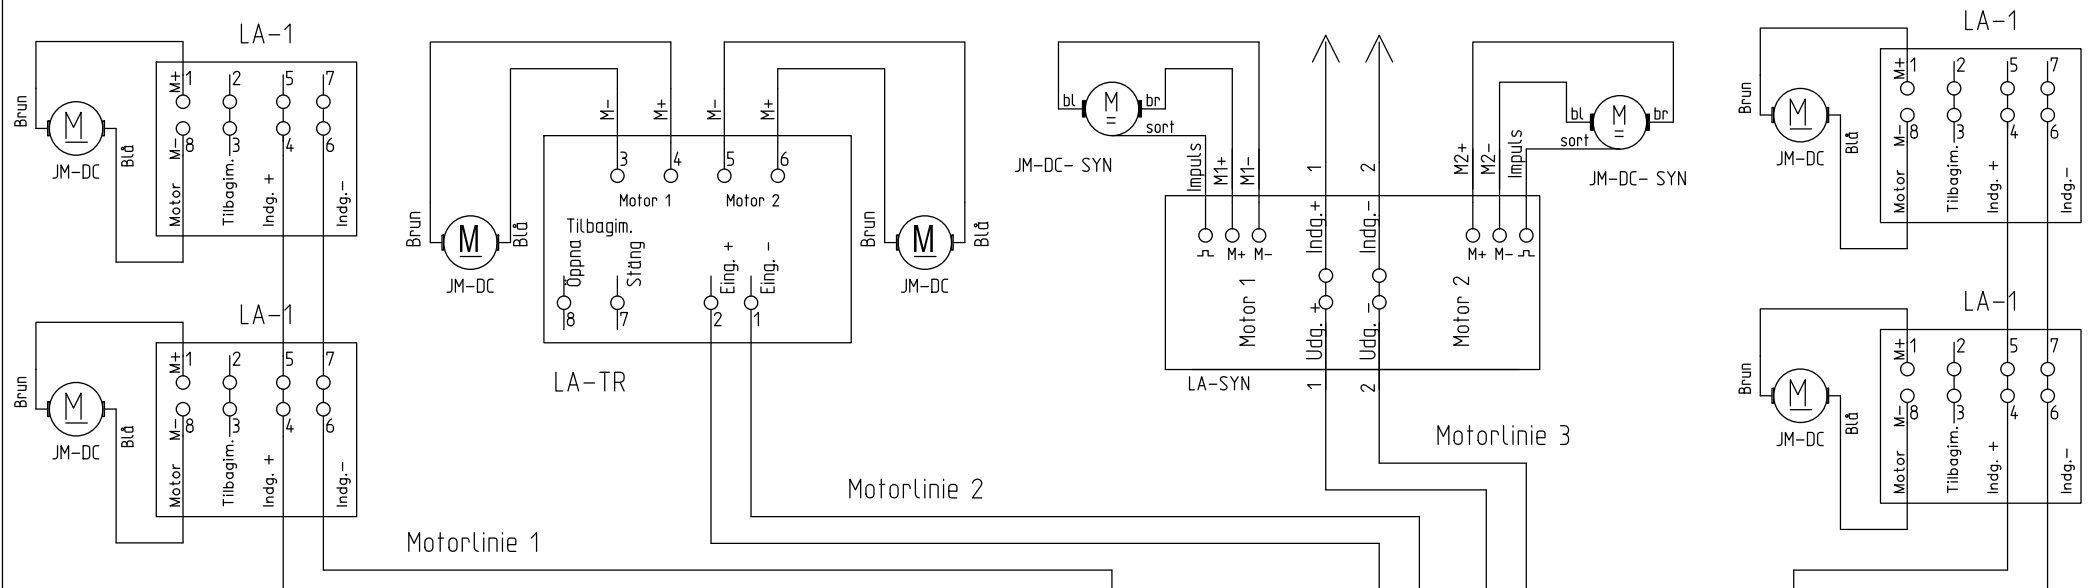 LA-1
M+ 1 2 5 7
M- 8 3 4 6
Motor Tilbagim. Indg. + Indg.-
Brun
M
Blå
JM-DC
LA-1
M+ 1 2 5 7
M- 8 3 4 6
Motor Tilbagim. Indg. + Indg.-
Brun
M
Blå
JM-DC
Motorlinie 1
M- M+ M- M+
3 4 5 6
Motor 1 Motor 2
Tilbagim.
Öppna Stäng Eing. + Eing. -
8 7 2 1
Brun
M
Blå
JM-DC
Brun
M
Blå
JM-DC
LA-TR
Motorlinie 2
bl M = br
sort
JM-DC- SYN
Impuls M1+ M1- 1 2 M2+ M2- Impuls
bl M = br
sort
JM-DC- SYN
Indg.+ Indg.-
M+ M- M+ M-
Motor 1 Udg. + Udg. - Motor 2
LA-SYN
1 2
Motorlinie 3
LA-1
M+ 1 2 5 7
M- 8 3 4 6
Motor Tilbagim. Indg. + Indg.-
Brun
M
Blå
JM-DC
LA-1
M+ 1 2 5 7
M- 8 3 4 6
Motor Tilbagim. Indg. + Indg.-
Brun
M
Blå
JM-DC